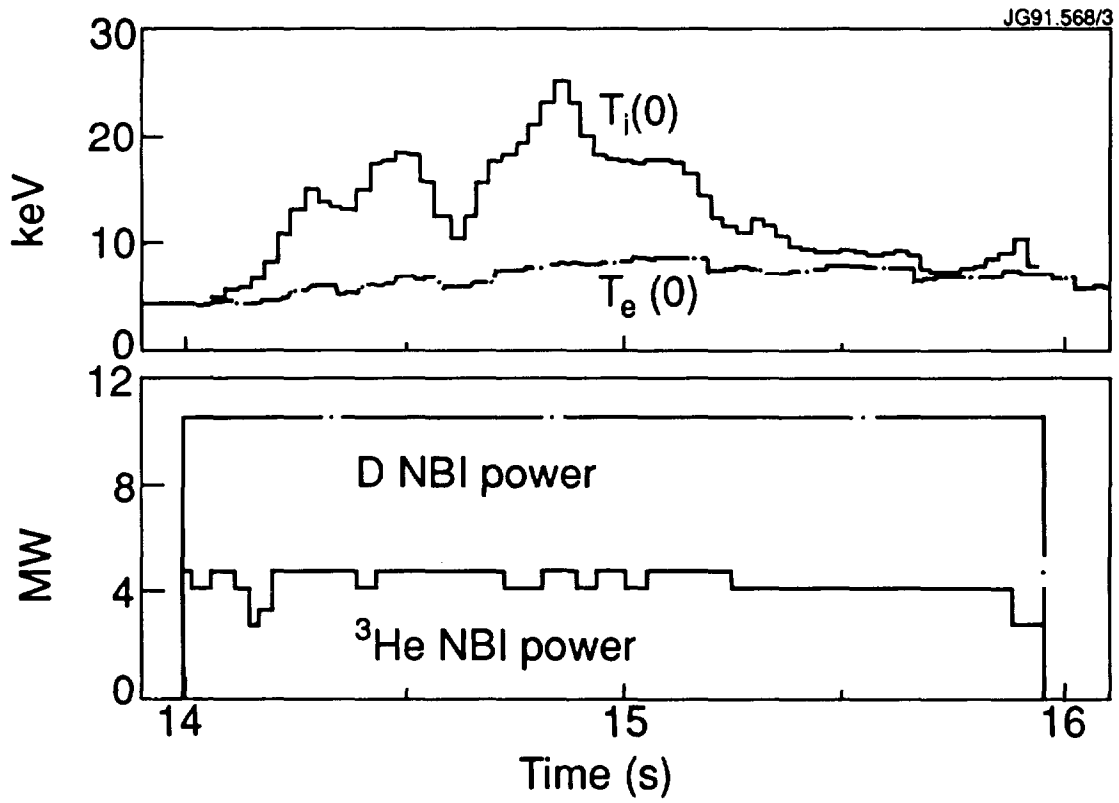 JG91.568/3
30
20
10
0
keV
Tᵢ(0)
Tₑ (0)
12
8
4
0
MW
D NBI power
³He NBI power
14 15 16
Time (s)